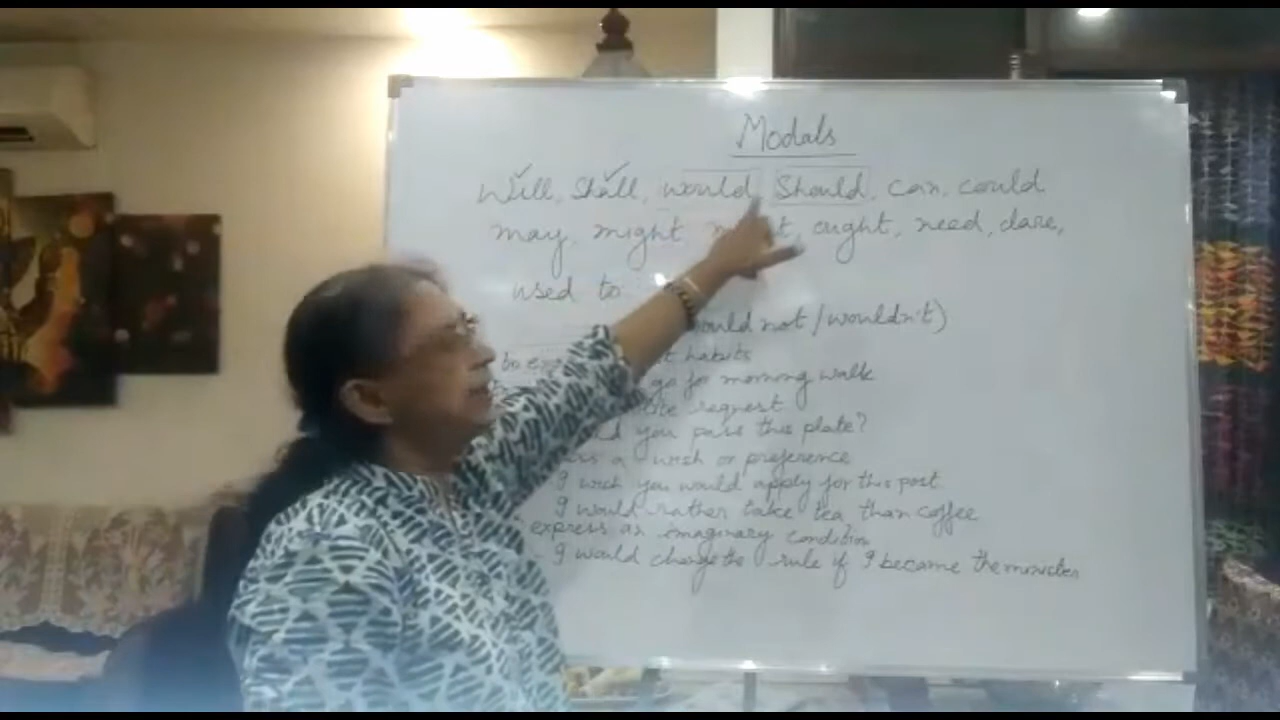 Modals
Will, Shall, would, Should, can, could
may, might, ought, need, dare,
used to
would not / wouldn't)
to habits
go for morning walk
request
you pass this plate?
a wish or preference
I wish you would apply for this post
I would rather take tea than coffee
express an imaginary condition
I would change the rule if I became the minister